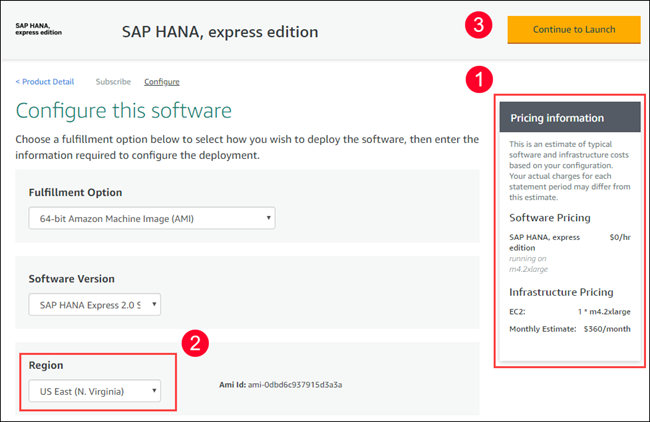 SAP HANA,
express edition
SAP HANA, express edition
3
Continue to Launch
< Product Detail Subscribe Configure
1
Configure this software
Choose a fulfillment option below to select how you wish to deploy the software, then enter the
information required to configure the deployment.
Fulfillment Option
64-bit Amazon Machine Image (AMI)
Software Version
SAP HANA Express 2.0 S
2
Region
US East (N. Virginia)
Ami Id: ami-0dbd6c937915d3a3a
Pricing information
This is an estimate of typical
software and infrastructure costs
based on your configuration.
Your actual charges for each
statement period may differ from
this estimate.
Software Pricing
SAP HANA, express $0/hr
edition
running on
m4.2xlarge
Infrastructure Pricing
EC2: 1 * m4.2xlarge
Monthly Estimate: $360/month